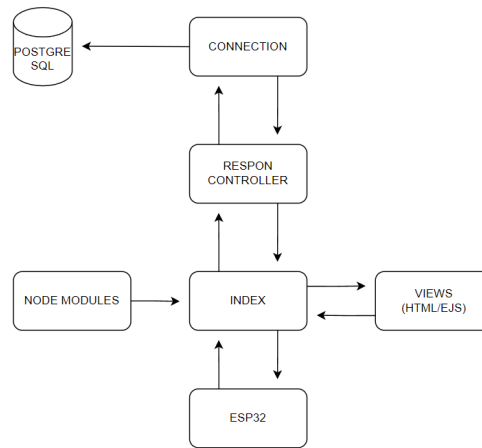 POSTGRE
SQL
CONNECTION
RESPON
CONTROLLER
NODE MODULES
INDEX
VIEWS
(HTML/EJS)
ESP32